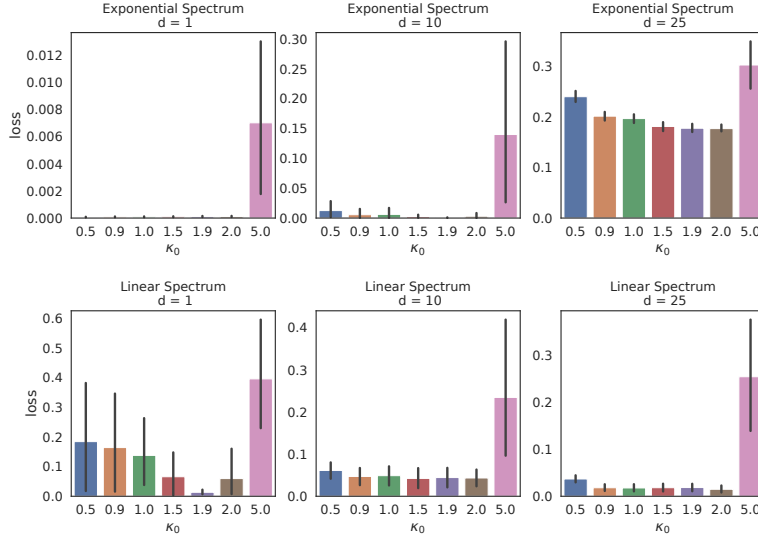 Exponential Spectrum
d = 1
loss
0.012
0.010
0.008
0.006
0.004
0.002
0.000
0.5 0.9 1.0 1.5 1.9 2.0 5.0
κ0
Exponential Spectrum
d = 10
0.30
0.25
0.20
0.15
0.10
0.05
0.00
0.5 0.9 1.0 1.5 1.9 2.0 5.0
κ0
Exponential Spectrum
d = 25
0.3
0.2
0.1
0.0
0.5 0.9 1.0 1.5 1.9 2.0 5.0
κ0
Linear Spectrum
d = 1
loss
0.6
0.5
0.4
0.3
0.2
0.1
0.0
0.5 0.9 1.0 1.5 1.9 2.0 5.0
κ0
Linear Spectrum
d = 10
0.4
0.3
0.2
0.1
0.0
0.5 0.9 1.0 1.5 1.9 2.0 5.0
κ0
Linear Spectrum
d = 25
0.3
0.2
0.1
0.0
0.5 0.9 1.0 1.5 1.9 2.0 5.0
κ0